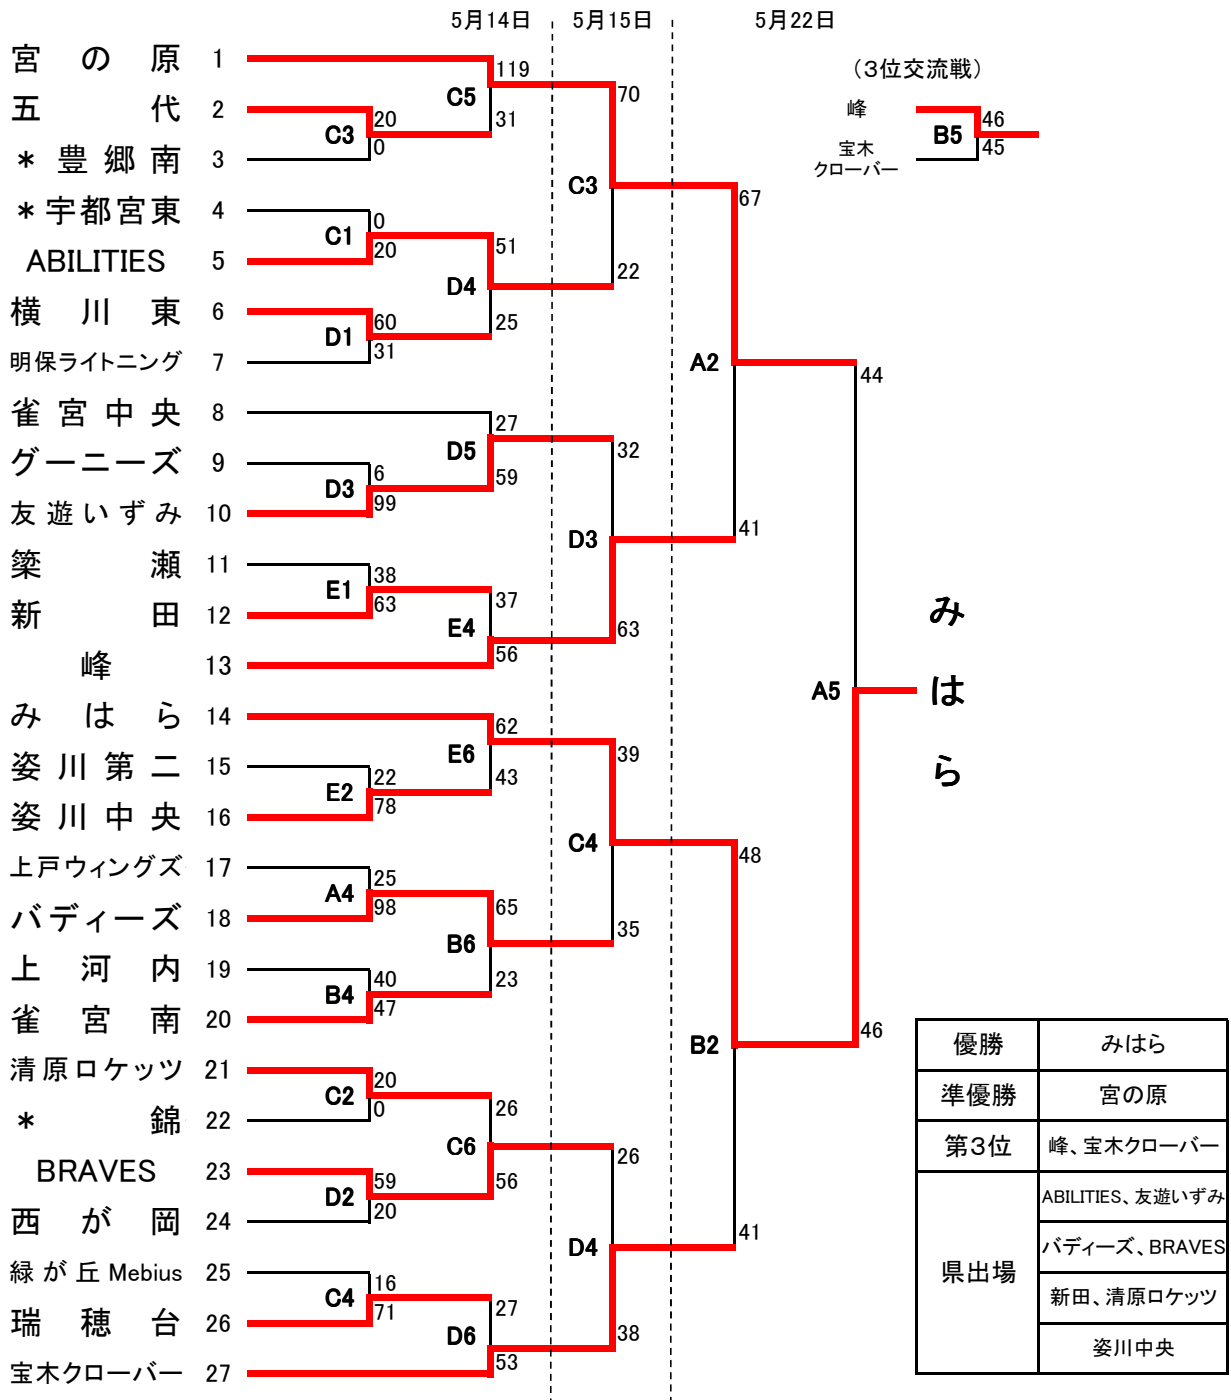 5月14日 5月15日 5月22日
(3位交流戦)
峰 46
B5
宝木
クローバー 45
宮の原 1
119
C5
31
五代 2
20
C3
0
*豊郷南 3
70
C3
22
*宇都宮東 4
0
C1
20
ABILITIES 5
51
D4
25
横川東 6
60
D1
31
明保ライトニング 7
67
A2
41
雀宮中央 8
27
D5
59
グーニーズ 9
6
D3
99
友遊いずみ 10
32
D3
63
簗瀬 11
38
E1
63
新田 12
37
E4
56
峰 13
44
A5
46
みはら
みはら 14
62
E6
43
姿川第二 15
22
E2
78
姿川中央 16
39
C4
35
上戸ウィングズ 17
25
A4
98
バディーズ 18
65
B6
23
上河内 19
40
B4
47
雀宮南 20
48
B2
41
清原ロケッツ 21
20
C2
0
*錦 22
26
C6
56
BRAVES 23
59
D2
20
西が岡 24
26
D4
38
緑が丘Mebius 25
16
C4
71
瑞穂台 26
27
D6
53
宝木クローバー 27
優勝 みはら
準優勝 宮の原
第3位 峰、宝木クローバー
県出場 ABILITIES、友遊いずみ
バディーズ、BRAVES
新田、清原ロケッツ
姿川中央